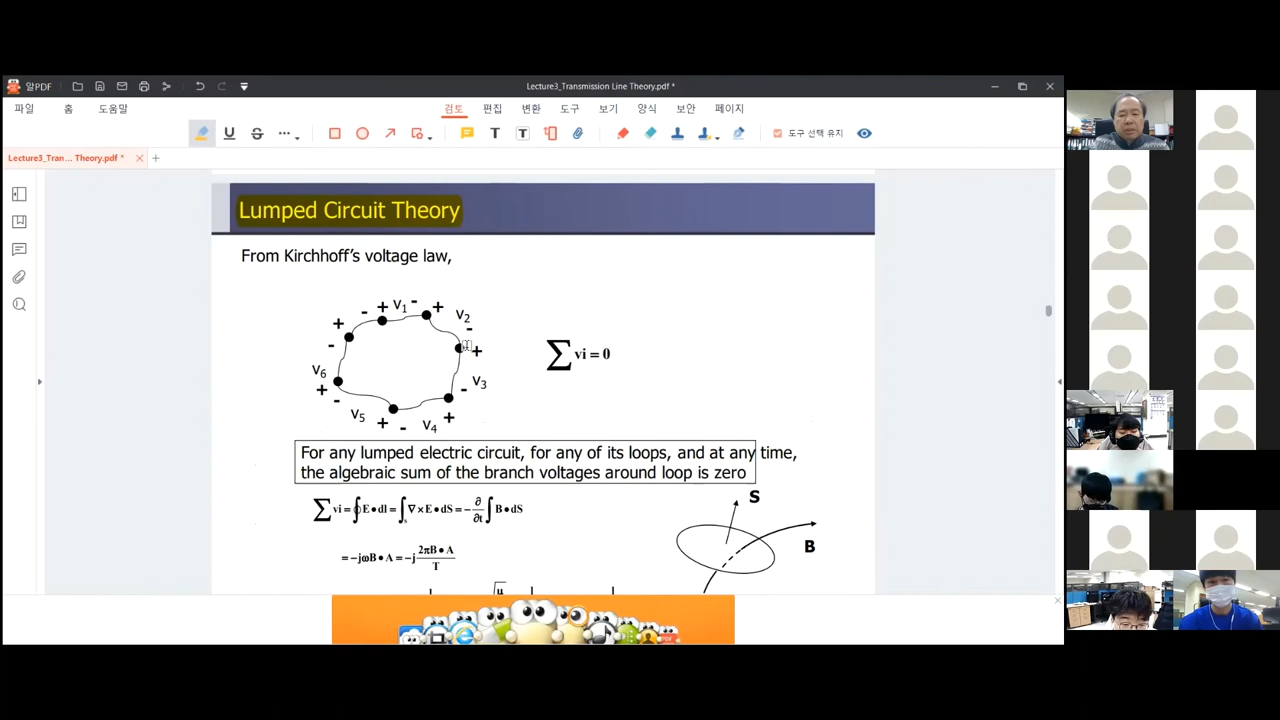 알PDF
Lecture3_Transmission Line Theory.pdf *
파일 홈 도움말 검토 편집 변환 도구 보기 양식 보안 페이지
도구 선택 유지
Lecture3_Tran... Theory.pdf *
Lumped Circuit Theory
From Kirchhoff's voltage law,
- + v1 - +
+ v2
-
- +
v6 ∑ vi = 0
+ - - v3
v5 + - v4 +
For any lumped electric circuit, for any of its loops, and at any time,
the algebraic sum of the branch voltages around loop is zero
∑ vi = ∮ E • dl = ∫s ∇ × E • dS = - ∂/∂t ∫ B • dS
= -jωB • A = -j 2πB • A / T
S
B
μ